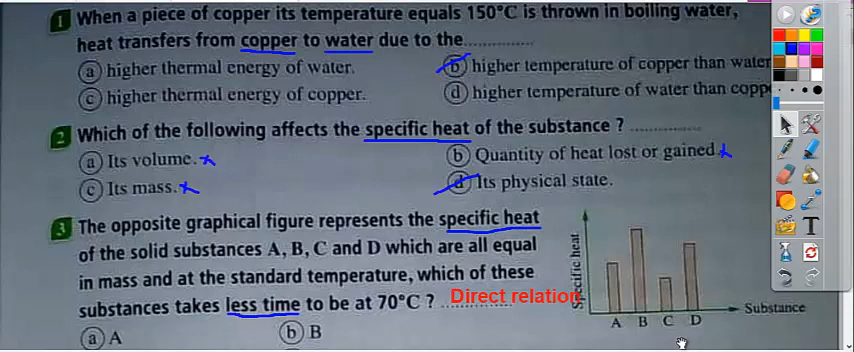 1 When a piece of copper its temperature equals 150°C is thrown in boiling water,
heat transfers from copper to water due to the..............
a higher thermal energy of water.
b higher temperature of copper than water
c higher thermal energy of copper.
d higher temperature of water than copp
2 Which of the following affects the specific heat of the substance ? ..............
a Its volume.
b Quantity of heat lost or gained
c Its mass.
d Its physical state.
3 The opposite graphical figure represents the specific heat
of the solid substances A, B, C and D which are all equal
in mass and at the standard temperature, which of these
substances takes less time to be at 70°C ? ..............
Direct relation
a A
b B
Specific heat
Substance
A B C D
T